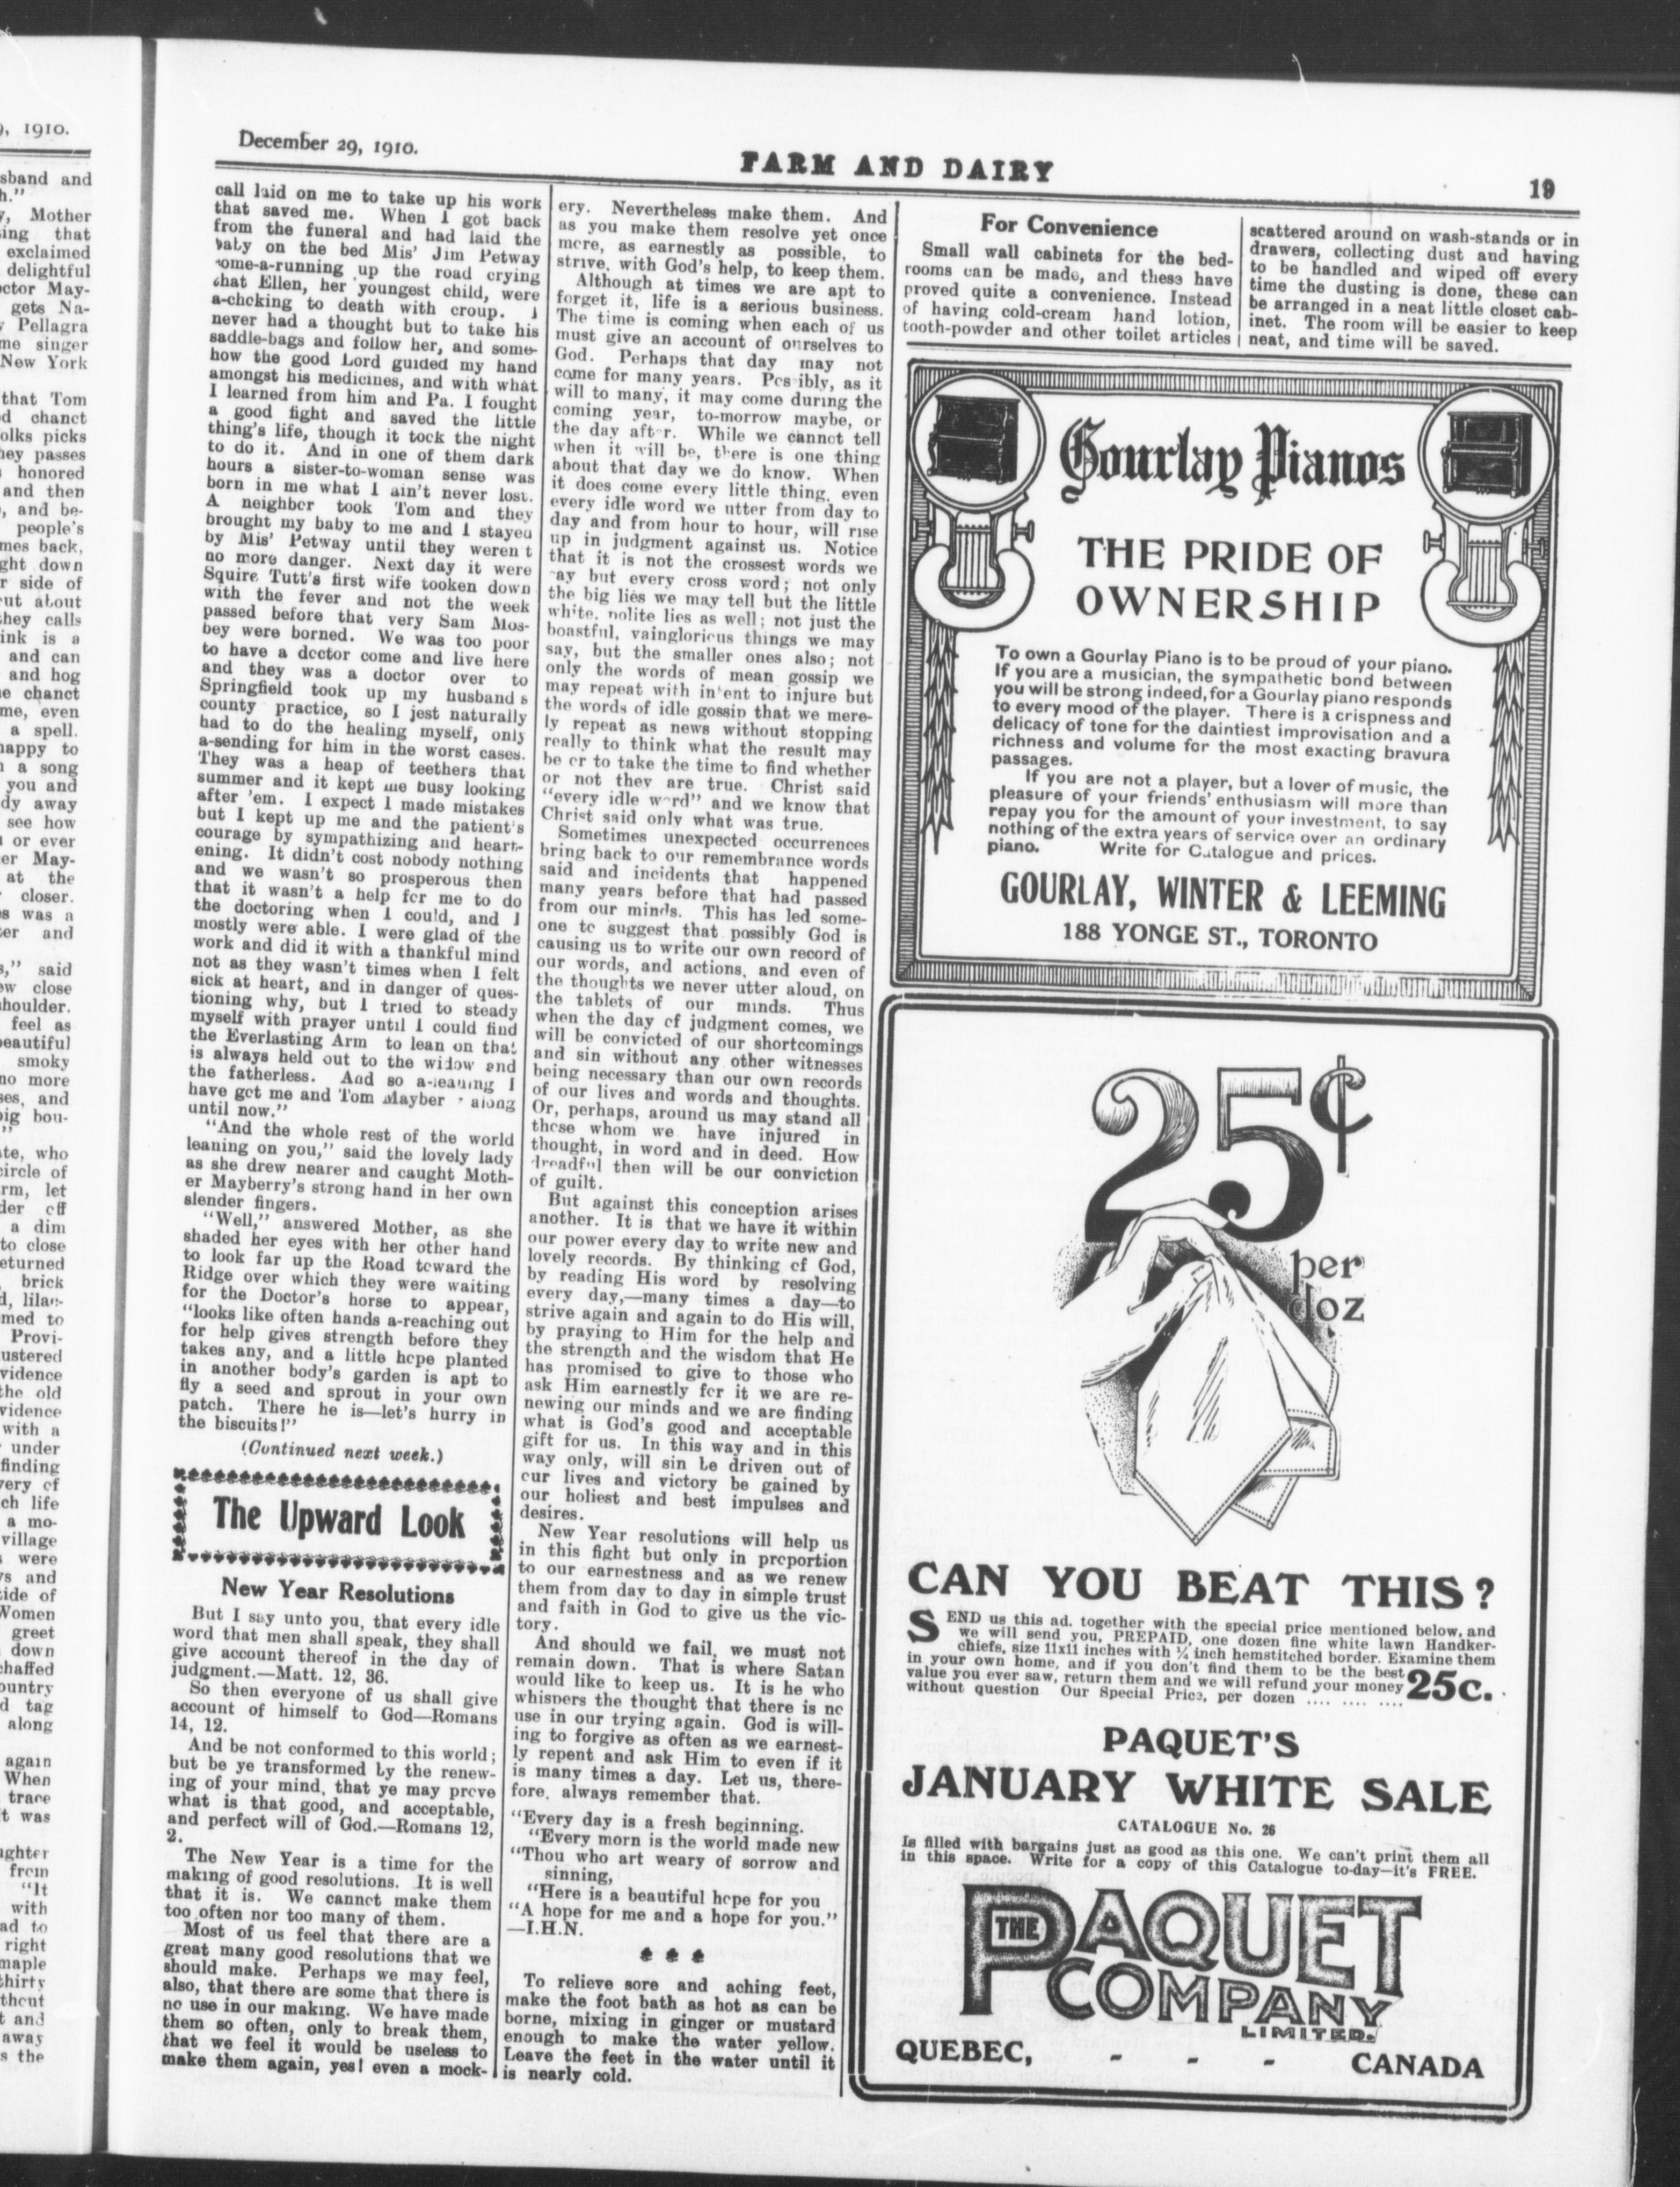 December 29, 1910.
FARM AND DAIRY
19
call laid on me to take up his work
that saved me. When I got back
from the funeral and had laid the
baby on the bed Mis' Jim Petway
come-a-running up the road crying
that Ellen, her youngest child, were
a-choking to death with croup. I
never had a thought but to take his
saddle-bags and follow her, and some-
how the good Lord guided my hand
amongst his medicines, and with what
I learned from him and Pa. I fought
a good fight and saved the little
thing's life, though it tock the night
to do it. And in one of them dark
hours a sister-to-woman sense was
born in me what I ain't never lost.
A neighbor took Tom and they
brought my baby to me and I stayed
by Mis' Petway until they weren't
no more danger. Next day it were
Squire Tutt's first wife tooken down
with the fever and not the week
passed before that very Sam Mos-
bey were borned. We was too poor
to have a doctor come and live here
and they was a doctor over to
Springfield took up my husband s
county practice, so I jest naturally
had to do the healing myself, only
a-sending for him in the worst cases.
They was a heap of teethers that
summer and it kept me busy looking
after 'em. I expect I made mistakes
but I kept up me and the patient's
courage by sympathizing and heart-
ening. It didn't cost nobody nothing
and we wasn't so prosperous then
that it wasn't a help for me to do
the doctoring when I could, and I
mostly were able. I were glad of the
work and did it with a thankful mind
not as they wasn't times when I felt
sick at heart, and in danger of ques-
tioning why, but I tried to steady
myself with prayer until I could find
the Everlasting Arm to lean on that
is always held out to the widow and
the fatherless. And so a-leaning I
have got me and Tom Mayber along
until now."
"And the whole rest of the world
leaning on you," said the lovely lady
as she drew nearer and caught Moth-
er Mayberry's strong hand in her own
slender fingers.
"Well," answered Mother, as she
shaded her eyes with her other hand
to look far up the Road toward the
Ridge over which they were waiting
for the Doctor's horse to appear,
"looks like often hands a-reaching out
for help gives strength before they
takes any, and a little hope planted
in another body's garden is apt to
fly a seed and sprout in your own
patch. There he is—let's hurry in
the biscuits!"
(Continued next week.)
The Upward Look
New Year Resolutions
But I say unto you, that every idle
word that men shall speak, they shall
give account thereof in the day of
judgment.—Matt. 12, 36.
So then everyone of us shall give
account of himself to God—Romans
14, 12.
And be not conformed to this world;
but be ye transformed by the renew-
ing of your mind, that ye may prove
what is that good, and acceptable,
and perfect will of God.—Romans 12,
2.
The New Year is a time for the
making of good resolutions. It is well
that it is. We cannot make them
too often nor too many of them.
Most of us feel that there are a
great many good resolutions that we
should make. Perhaps we may feel,
also, that there are some that there is
no use in our making. We have made
them so often, only to break them,
that we feel it would be useless to
make them again, yes! even a mock-
ery. Nevertheless make them. And
as you make them resolve yet once
more, as earnestly as possible, to
strive, with God's help, to keep them.
Although at times we are apt to
forget it, life is a serious business.
The time is coming when each of us
must give an account of ourselves to
God. Perhaps that day may not
come for many years. Possibly, as it
will to many, it may come during the
coming year, to-morrow maybe, or
the day after. While we cannot tell
when it will be, there is one thing
about that day we do know. When
it does come every little thing, even
every idle word we utter from day to
day and from hour to hour, will rise
up in judgment against us. Notice
that it is not the crossest words we
say but every cross word; not only
the big lies we may tell but the little
white, polite lies as well; not just the
boastful, vainglorious things we may
say, but the smaller ones also; not
only the words of mean gossip we
may repeat with intent to injure but
the words of idle gossip that we mere-
ly repeat as news without stopping
really to think what the result may
be or to take the time to find whether
or not they are true. Christ said
"every idle word" and we know that
Christ said only what was true.
Sometimes unexpected occurrences
bring back to our remembrance words
said and incidents that happened
many years before that had passed
from our minds. This has led some-
one to suggest that possibly God is
causing us to write our own record of
our words, and actions, and even of
the thoughts we never utter aloud, on
the tablets of our minds. Thus
when the day of judgment comes, we
will be convicted of our shortcomings
and sin without any other witnesses
being necessary than our own records
of our lives and words and thoughts.
Or, perhaps, around us may stand all
those whom we have injured in
thought, in word and in deed. How
dreadful then will be our conviction
of guilt.
But against this conception arises
another. It is that we have it within
our power every day to write new and
lovely records. By thinking of God,
by reading His word by resolving
every day,—many times a day—to
strive again and again to do His will,
by praying to Him for the help and
the strength and the wisdom that He
has promised to give to those who
ask Him earnestly for it we are re-
newing our minds and we are finding
what is God's good and acceptable
gift for us. In this way and in this
way only, will sin be driven out of
our lives and victory be gained by
our holiest and best impulses and
desires.
New Year resolutions will help us
in this fight but only in proportion
to our earnestness and as we renew
them from day to day in simple trust
and faith in God to give us the vic-
tory.
And should we fail, we must not
remain down. That is where Satan
would like to keep us. It is he who
whispers the thought that there is no
use in our trying again. God is will-
ing to forgive as often as we earnest-
ly repent and ask Him to even if it
is many times a day. Let us, there-
fore, always remember that.
"Every day is a fresh beginning.
"Every morn is the world made new
"Thou who art weary of sorrow and
sinning,
"Here is a beautiful hope for you
"A hope for me and a hope for you."
—I.H.N.
To relieve sore and aching feet,
make the foot bath as hot as can be
borne, mixing in ginger or mustard
enough to make the water yellow.
Leave the feet in the water until it
is nearly cold.
For Convenience
Small wall cabinets for the bed-
rooms can be made, and these have
proved quite a convenience. Instead
of having cold-cream hand lotion,
tooth-powder and other toilet articles
scattered around on wash-stands or in
drawers, collecting dust and having
to be handled and wiped off every
time the dusting is done, these can
be arranged in a neat little closet cab-
inet. The room will be easier to keep
neat, and time will be saved.
Gourlay Pianos
THE PRIDE OF
OWNERSHIP
To own a Gourlay Piano is to be proud of your piano.
If you are a musician, the sympathetic bond between
you will be strong indeed, for a Gourlay piano responds
to every mood of the player. There is a crispness and
delicacy of tone for the daintiest improvisation and a
richness and volume for the most exacting bravura
passages.
If you are not a player, but a lover of music, the
pleasure of your friends' enthusiasm will more than
repay you for the amount of your investment, to say
nothing of the extra years of service over an ordinary
piano. Write for Catalogue and prices.
GOURLAY, WINTER & LEEMING
188 YONGE ST., TORONTO
25¢
per
doz
CAN YOU BEAT THIS?
SEND us this ad. together with the special price mentioned below, and
we will send you, PREPAID, one dozen fine white lawn Handker-
chiefs, size 11x11 inches with ¼ inch hemstitched border. Examine them
in your own home, and if you don't find them to be the best
value you ever saw, return them and we will refund your money
without question Our Special Price, per dozen .... .... .... 25c.
PAQUET'S
JANUARY WHITE SALE
CATALOGUE No. 26
Is filled with bargains just as good as this one. We can't print them all
in this space. Write for a copy of this Catalogue to-day—it's FREE.
THE PAQUET
COMPANY
LIMITED.
QUEBEC, - - - CANADA